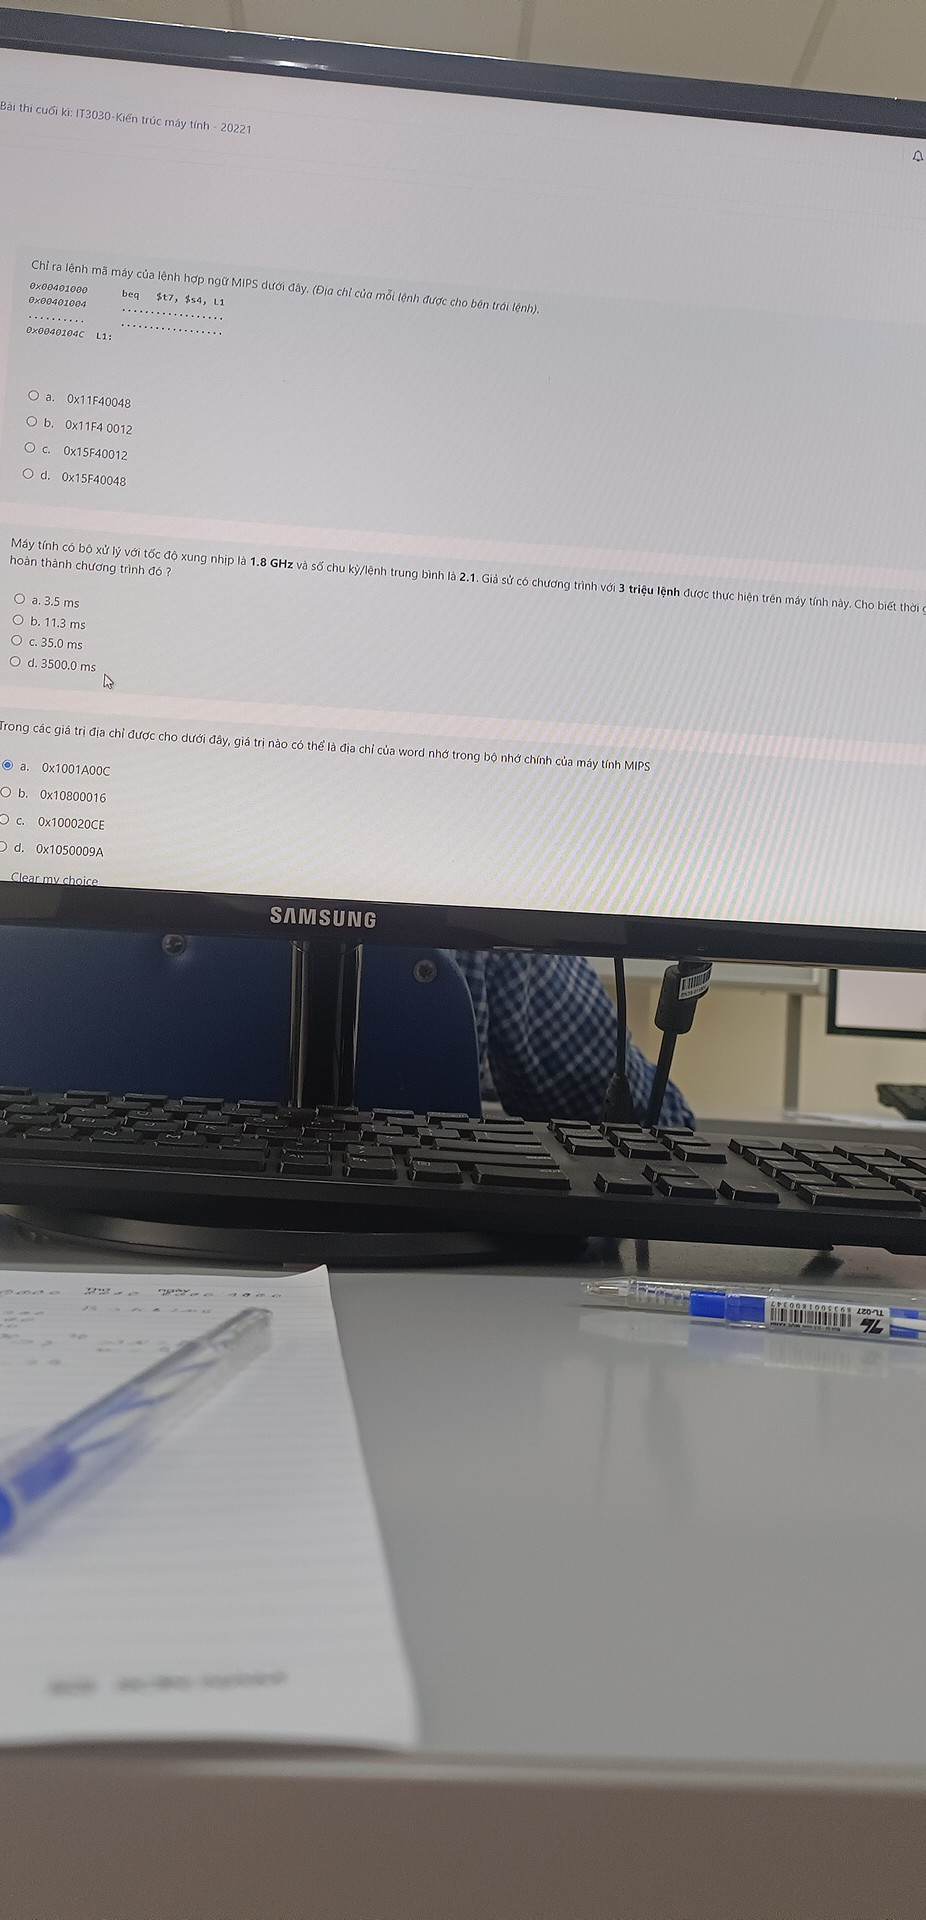 Bài thi cuối kì: IT3030-Kiến trúc máy tính - 20221
Chỉ ra lệnh mã máy của lệnh hợp ngữ MIPS dưới đây. (Địa chỉ của mỗi lệnh được cho bên trái lệnh).
0x00401000 beq $t7, $s4, L1
0x00401004 ..................
.......... ..................
0x0040104C L1:
a. 0x11F40048
b. 0x11F4 0012
c. 0x15F40012
d. 0x15F40048
Máy tính có bộ xử lý với tốc độ xung nhịp là 1.8 GHz và số chu kỳ/lệnh trung bình là 2.1. Giả sử có chương trình với 3 triệu lệnh được thực hiện trên máy tính này. Cho biết thời
hoàn thành chương trình đó ?
a. 3.5 ms
b. 11.3 ms
c. 35.0 ms
d. 3500.0 ms
Trong các giá trị địa chỉ được cho dưới đây, giá trị nào có thể là địa chỉ của word nhớ trong bộ nhớ chính của máy tính MIPS
a. 0x1001A00C
b. 0x10800016
c. 0x100020CE
d. 0x1050009A
Clear my choice
SAMSUNG
TL-027